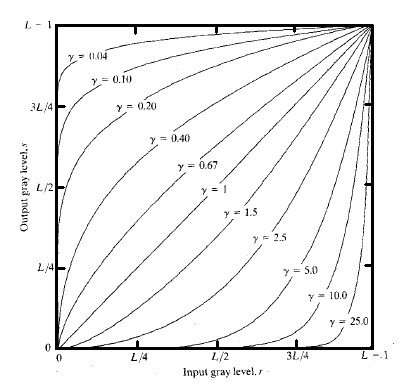 L − 1
γ = 0.04
γ = 0.10
3L/4
γ = 0.20
γ = 0.40
γ = 0.67
L/2
γ = 1
γ = 1.5
γ = 2.5
L/4
γ = 5.0
γ = 10.0
γ = 25.0
0
0
L/4
L/2
3L/4
L − 1
Output gray level, s
Input gray level, r